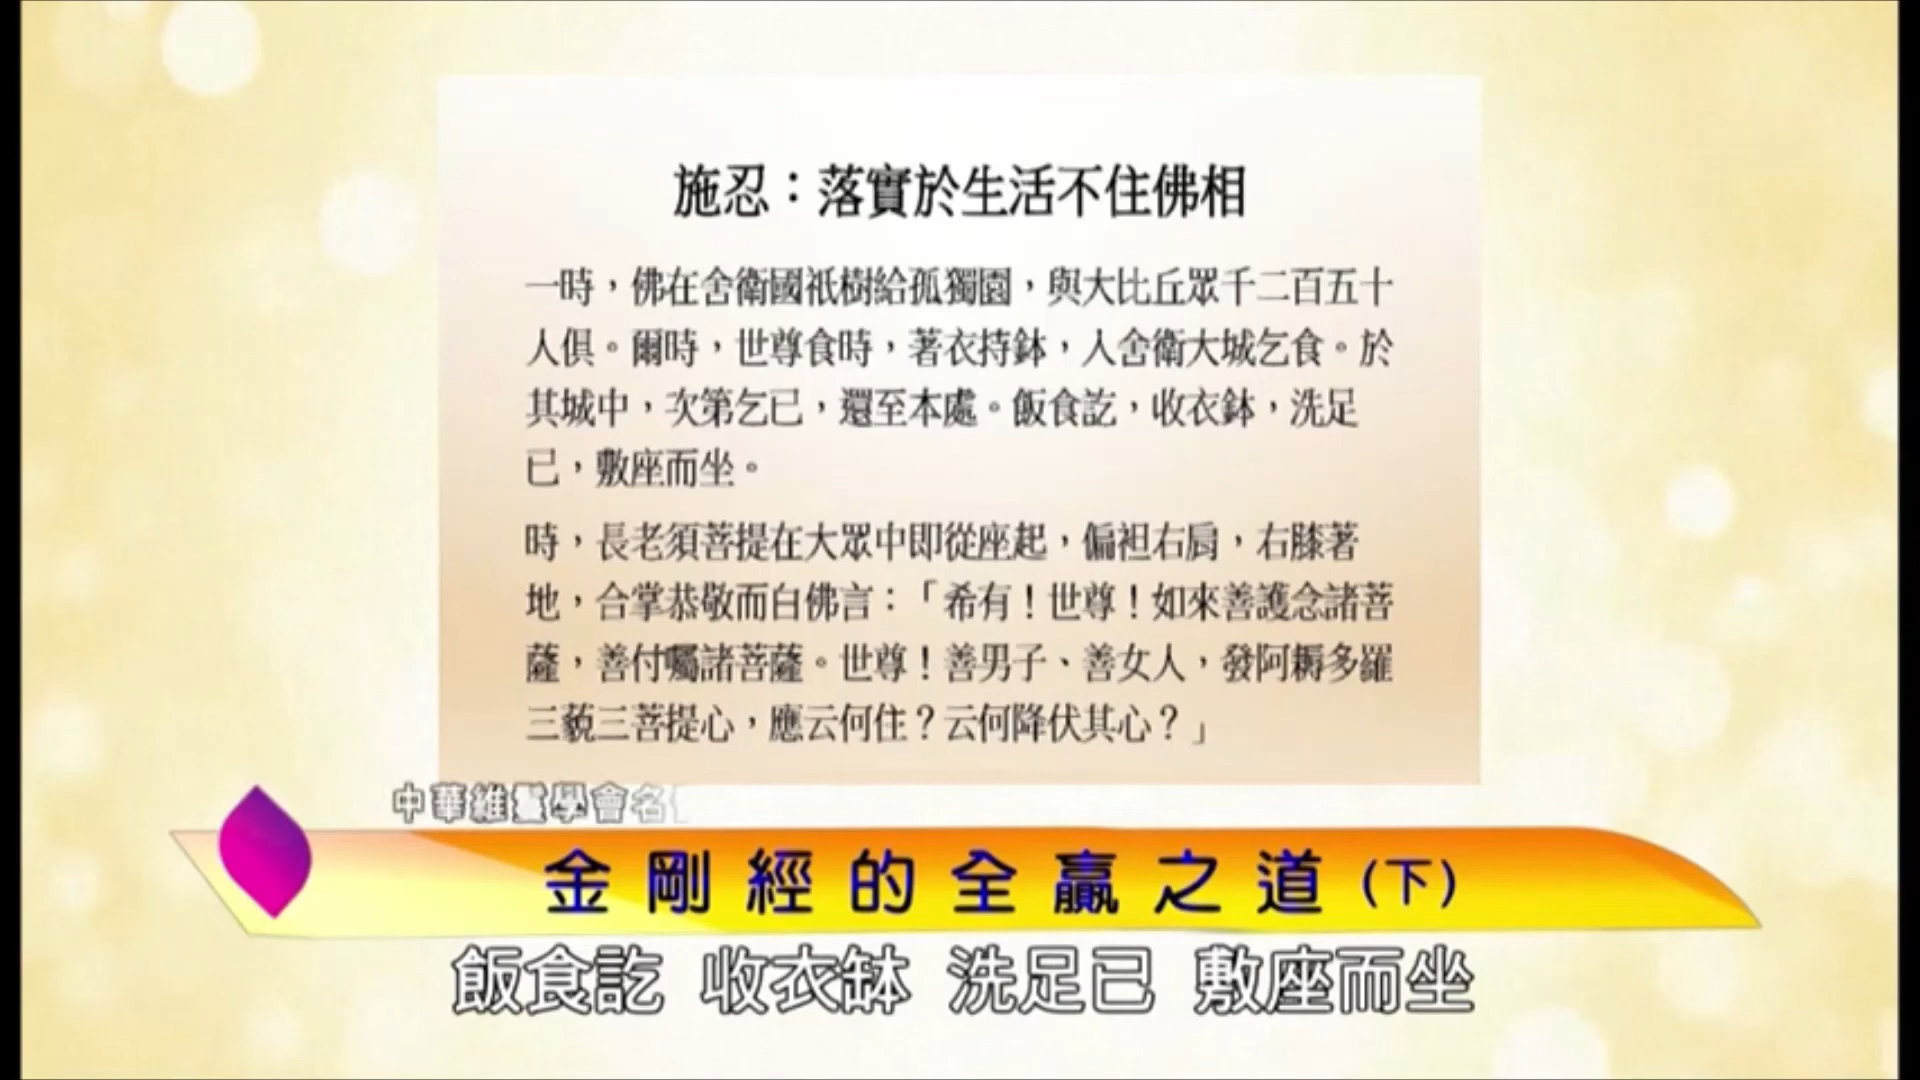 施忍：落實於生活不住佛相
一時，佛在舍衛國祇樹給孤獨園，與大比丘眾千二百五十
人俱。爾時，世尊食時，著衣持鉢，入舍衛大城乞食。於
其城中，次第乞已，還至本處。飯食訖，收衣鉢，洗足
已，敷座而坐。
時，長老須菩提在大眾中即從座起，偏袒右肩，右膝著
地，合掌恭敬而白佛言：「希有！世尊！如來善護念諸菩
薩，善付囑諸菩薩。世尊！善男子、善女人，發阿耨多羅
三藐三菩提心，應云何住？云何降伏其心？」
中華維鬘學會名
金剛經的全贏之道(下)
飯食訖 收衣缽 洗足已 敷座而坐